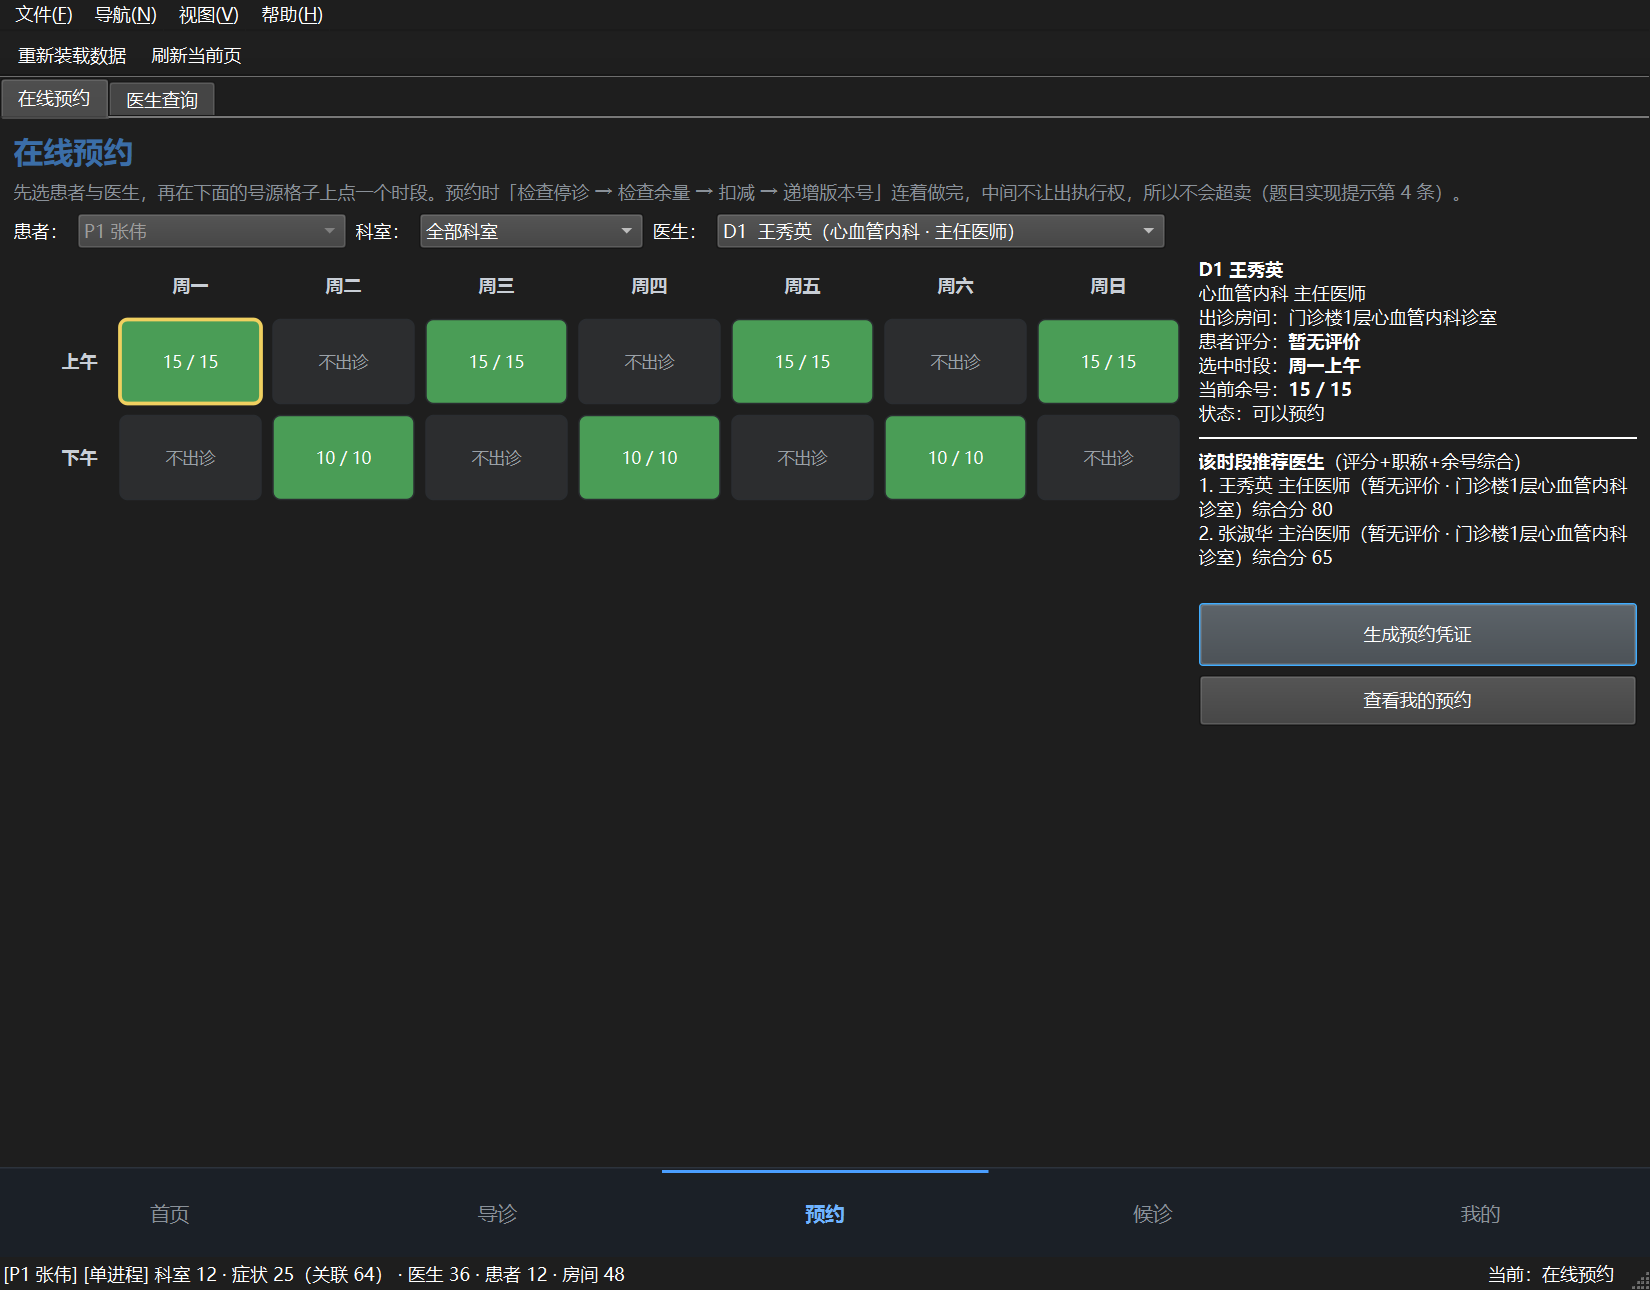 文件(F) 导航(N) 视图(V) 帮助(H)
重新装载数据 刷新当前页
在线预约 医生查询
在线预约
先选患者与医生，再在下面的号源格子上点一个时段。预约时「检查停诊 → 检查余量 → 扣减 → 递增版本号」连着做完，中间不让出执行权，所以不会超卖（题目实现提示第 4 条）。
患者： P1 张伟 科室： 全部科室 医生： D1 王秀英（心血管内科 · 主任医师）
周一 周二 周三 周四 周五 周六 周日
上午 15 / 15 不出诊 15 / 15 不出诊 15 / 15 不出诊 15 / 15
下午 不出诊 10 / 10 不出诊 10 / 10 不出诊 10 / 10 不出诊
D1 王秀英
心血管内科 主任医师
出诊房间：门诊楼1层心血管内科诊室
患者评分：暂无评价
选中时段：周一上午
当前余号：15 / 15
状态：可以预约
该时段推荐医生（评分+职称+余号综合）
1. 王秀英 主任医师（暂无评价 · 门诊楼1层心血管内科
诊室）综合分 80
2. 张淑华 主治医师（暂无评价 · 门诊楼1层心血管内科
诊室）综合分 65
生成预约凭证
查看我的预约
首页 导诊 预约 候诊 我的
[P1 张伟] [单进程] 科室 12 · 症状 25（关联 64） · 医生 36 · 患者 12 · 房间 48 当前：在线预约